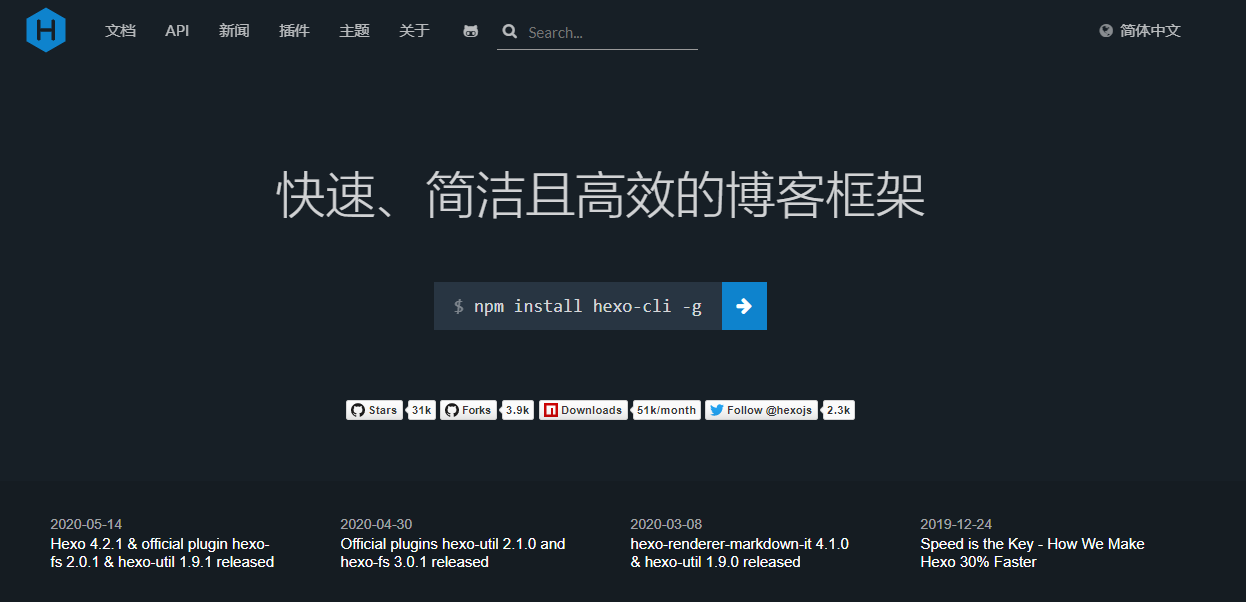 H 文档 API 新闻 插件 主题 关于 Search... 简体中文
快速、简洁且高效的博客框架
$ npm install hexo-cli -g
Stars 31k Forks 3.9k Downloads 51k/month Follow @hexojs 2.3k
2020-05-14
Hexo 4.2.1 & official plugin hexo-
fs 2.0.1 & hexo-util 1.9.1 released
2020-04-30
Official plugins hexo-util 2.1.0 and
hexo-fs 3.0.1 released
2020-03-08
hexo-renderer-markdown-it 4.1.0
& hexo-util 1.9.0 released
2019-12-24
Speed is the Key - How We Make
Hexo 30% Faster